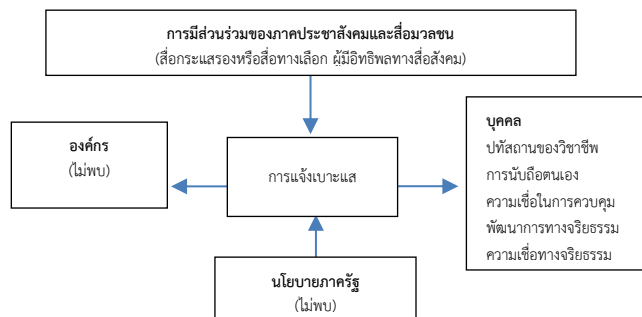 การมีส่วนร่วมของภาคประชาสังคมและสื่อมวลชน
(สื่อกระแสรองหรือสื่อทางเลือก ผู้มีอิทธิพลทางสื่อสังคม)
องค์กร
(ไม่พบ)
การแจ้งเบาะแส
บุคคล
ปทัสถานของวิชาชีพ
การนับถือตนเอง
ความเชื่อในการควบคุม
พัฒนาการทางจริยธรรม
ความเชื่อทางจริยธรรม
นโยบายภาครัฐ
(ไม่พบ)